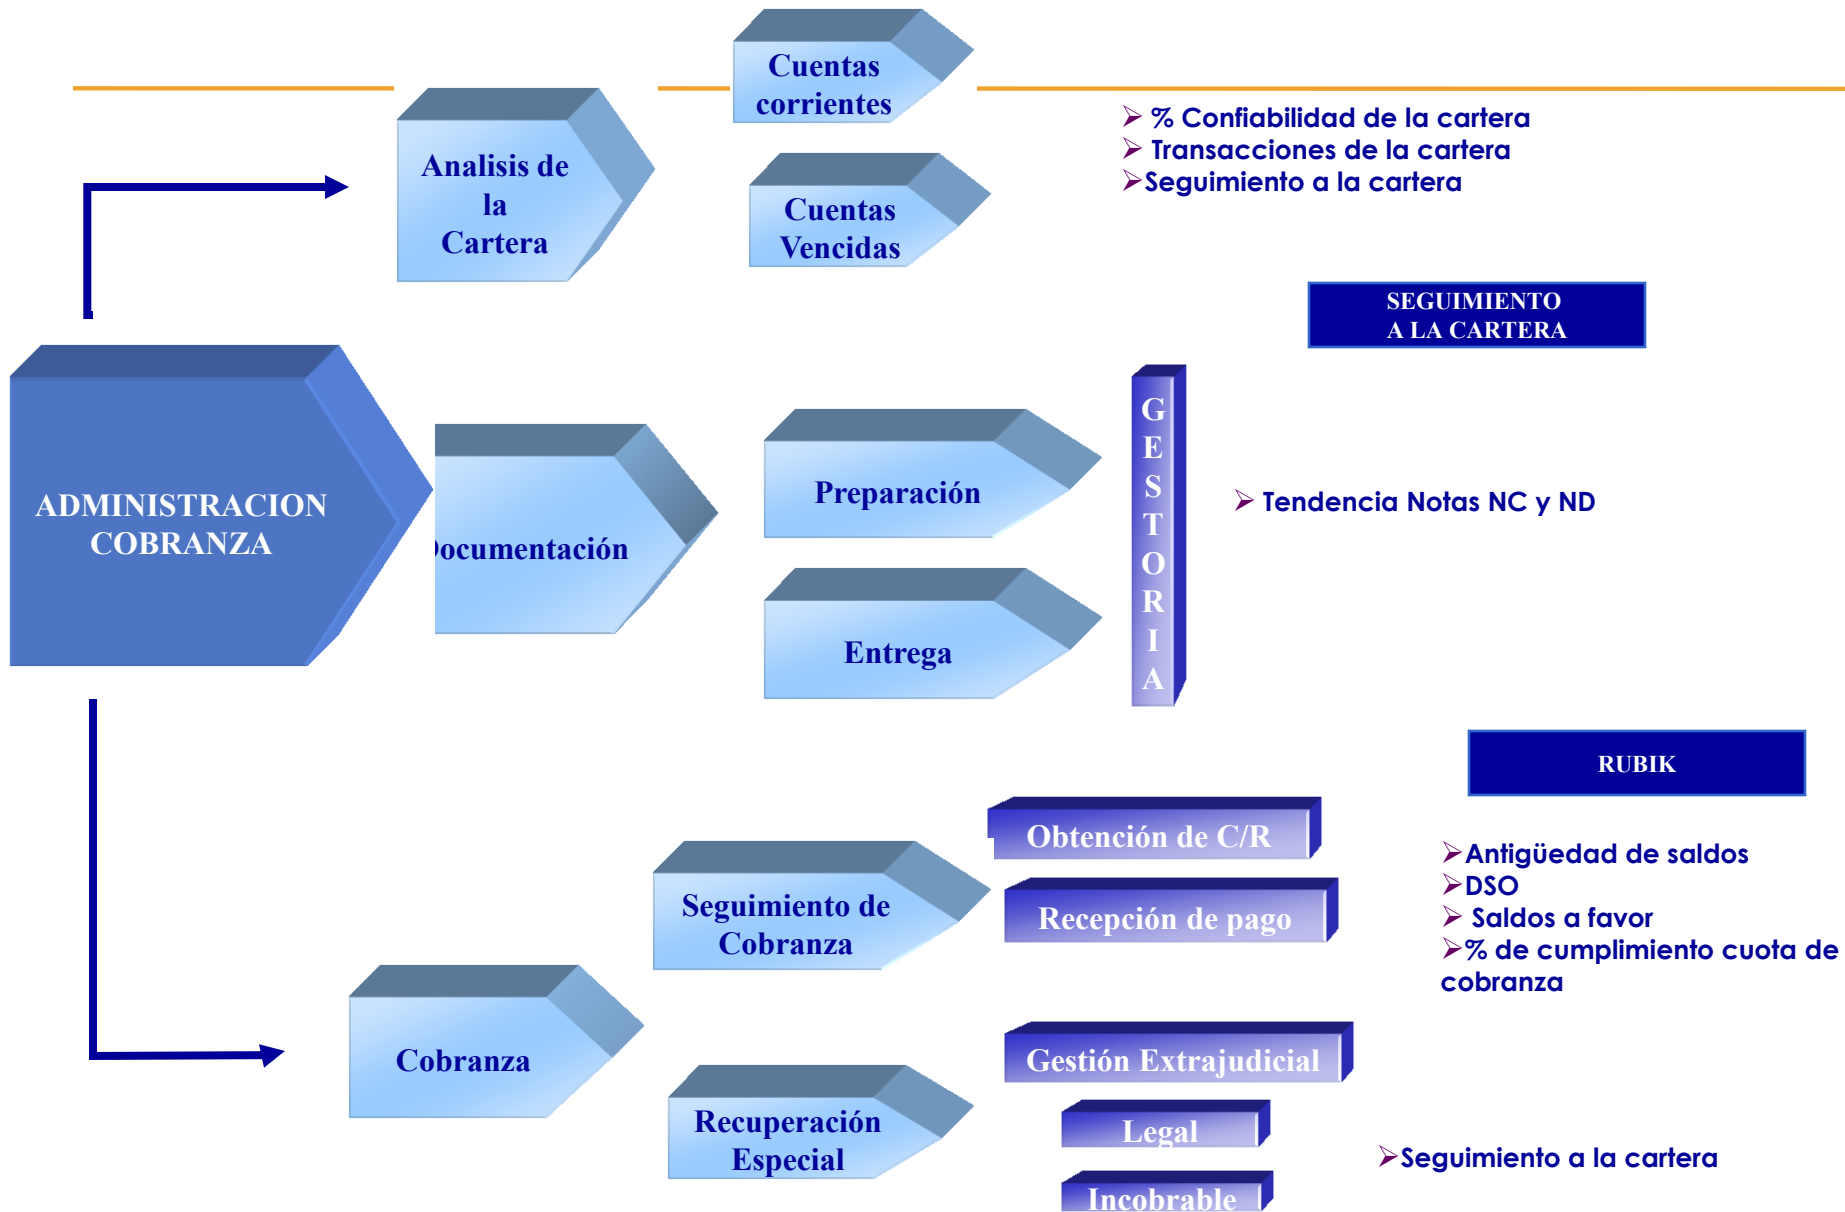 Cuentas
corrientes
Analisis de
la
Cartera
Cuentas
Vencidas
% Confiabilidad de la cartera
Transacciones de la cartera
Seguimiento a la cartera
SEGUIMIENTO
A LA CARTERA
ADMINISTRACION
COBRANZA
Documentación
Preparación
Entrega
GESTORIA
Tendencia Notas NC y ND
RUBIK
Obtención de C/R
Seguimiento de
Cobranza
Recepción de pago
Antigüedad de saldos
DSO
Saldos a favor
% de cumplimiento cuota de
cobranza
Cobranza
Recuperación
Especial
Gestión Extrajudicial
Legal
Incobrable
Seguimiento a la cartera